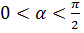 0 < α < π/2